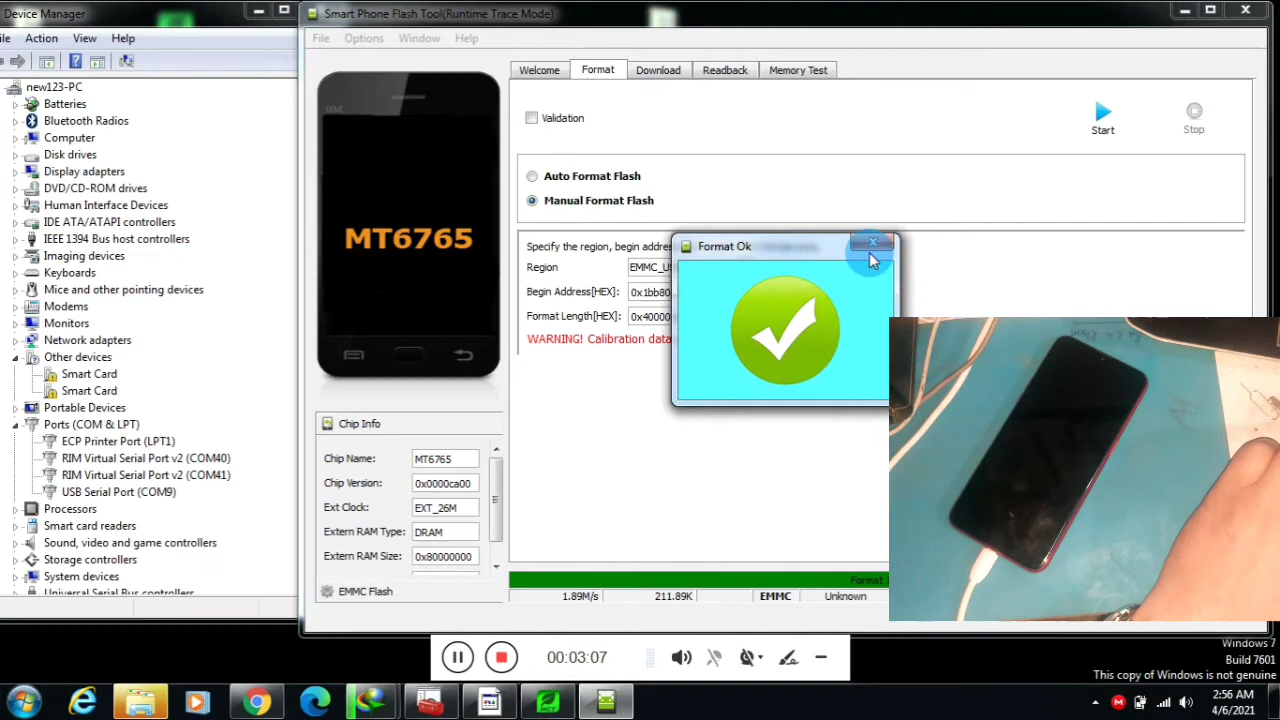 Device Manager
Smart Phone Flash Tool(Runtime Trace Mode)
Action View Help
File Options Window Help
Welcome Format Download Readback Memory Test
new123-PC
Batteries
Bluetooth Radios
Computer
Disk drives
Display adapters
DVD/CD-ROM drives
Human Interface Devices
IDE ATA/ATAPI controllers
IEEE 1394 Bus host controllers
Imaging devices
Keyboards
Mice and other pointing devices
Modems
Monitors
Network adapters
Other devices
Smart Card
Smart Card
Portable Devices
Ports (COM & LPT)
ECP Printer Port (LPT1)
RIM Virtual Serial Port v2 (COM40)
RIM Virtual Serial Port v2 (COM41)
USB Serial Port (COM9)
Processors
Smart card readers
Sound, video and game controllers
Storage controllers
System devices
Universal Serial Bus controllers
BM
MT6765
Chip Info
Chip Name: MT6765
Chip Version: 0x0000ca00
Ext Clock: EXT_26M
Extern RAM Type: DRAM
Extern RAM Size: 0x80000000
EMMC Flash
Validation
Start
Stop
Auto Format Flash
Manual Format Flash
Specify the region, begin addre
Region EMMC_US
Begin Address[HEX]: 0x1bb80
Format Length[HEX]: 0x40000
WARNING! Calibration data
Format Ok
Format
1.89M/s 211.89K EMMC Unknown
00:03:07
Windows 7
Build 7601
This copy of Windows is not genuine
2:56 AM
4/6/2021